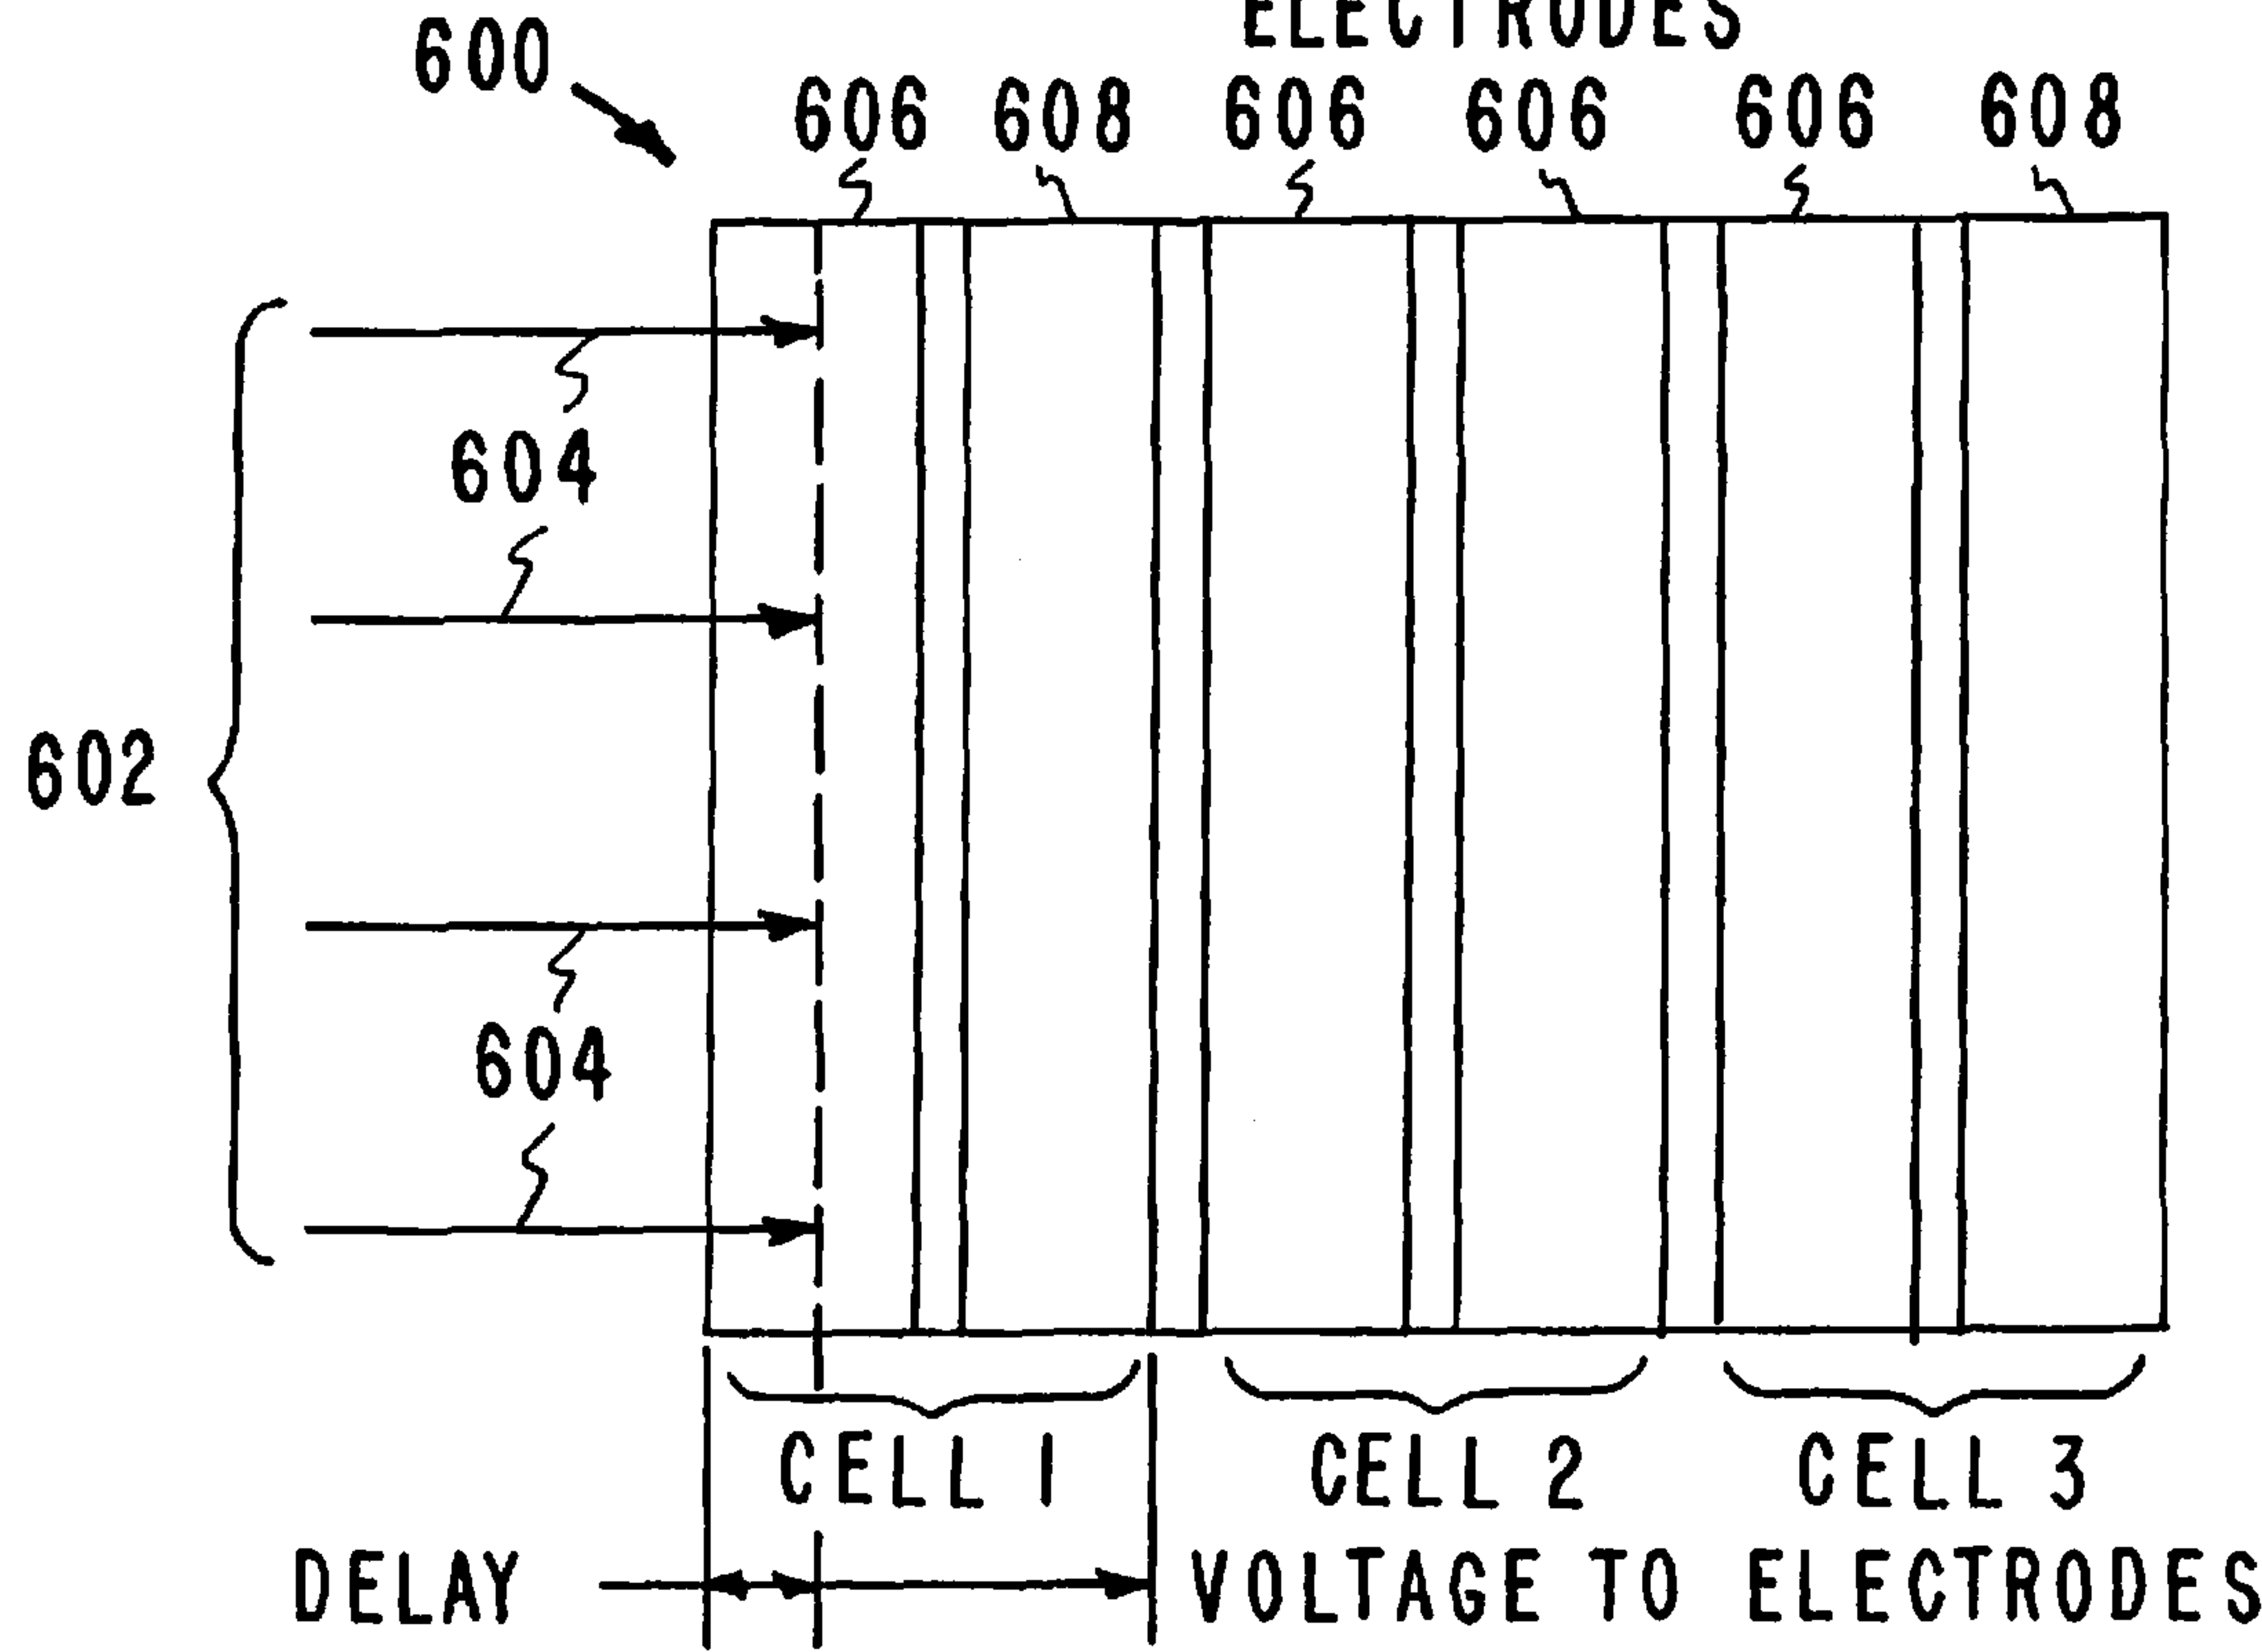 ELECTRODES
600
606 608 606 606 606 608
604
602
604
CELL 1 CELL 2 CELL 3
DELAY VOLTAGE TO ELECTRODES